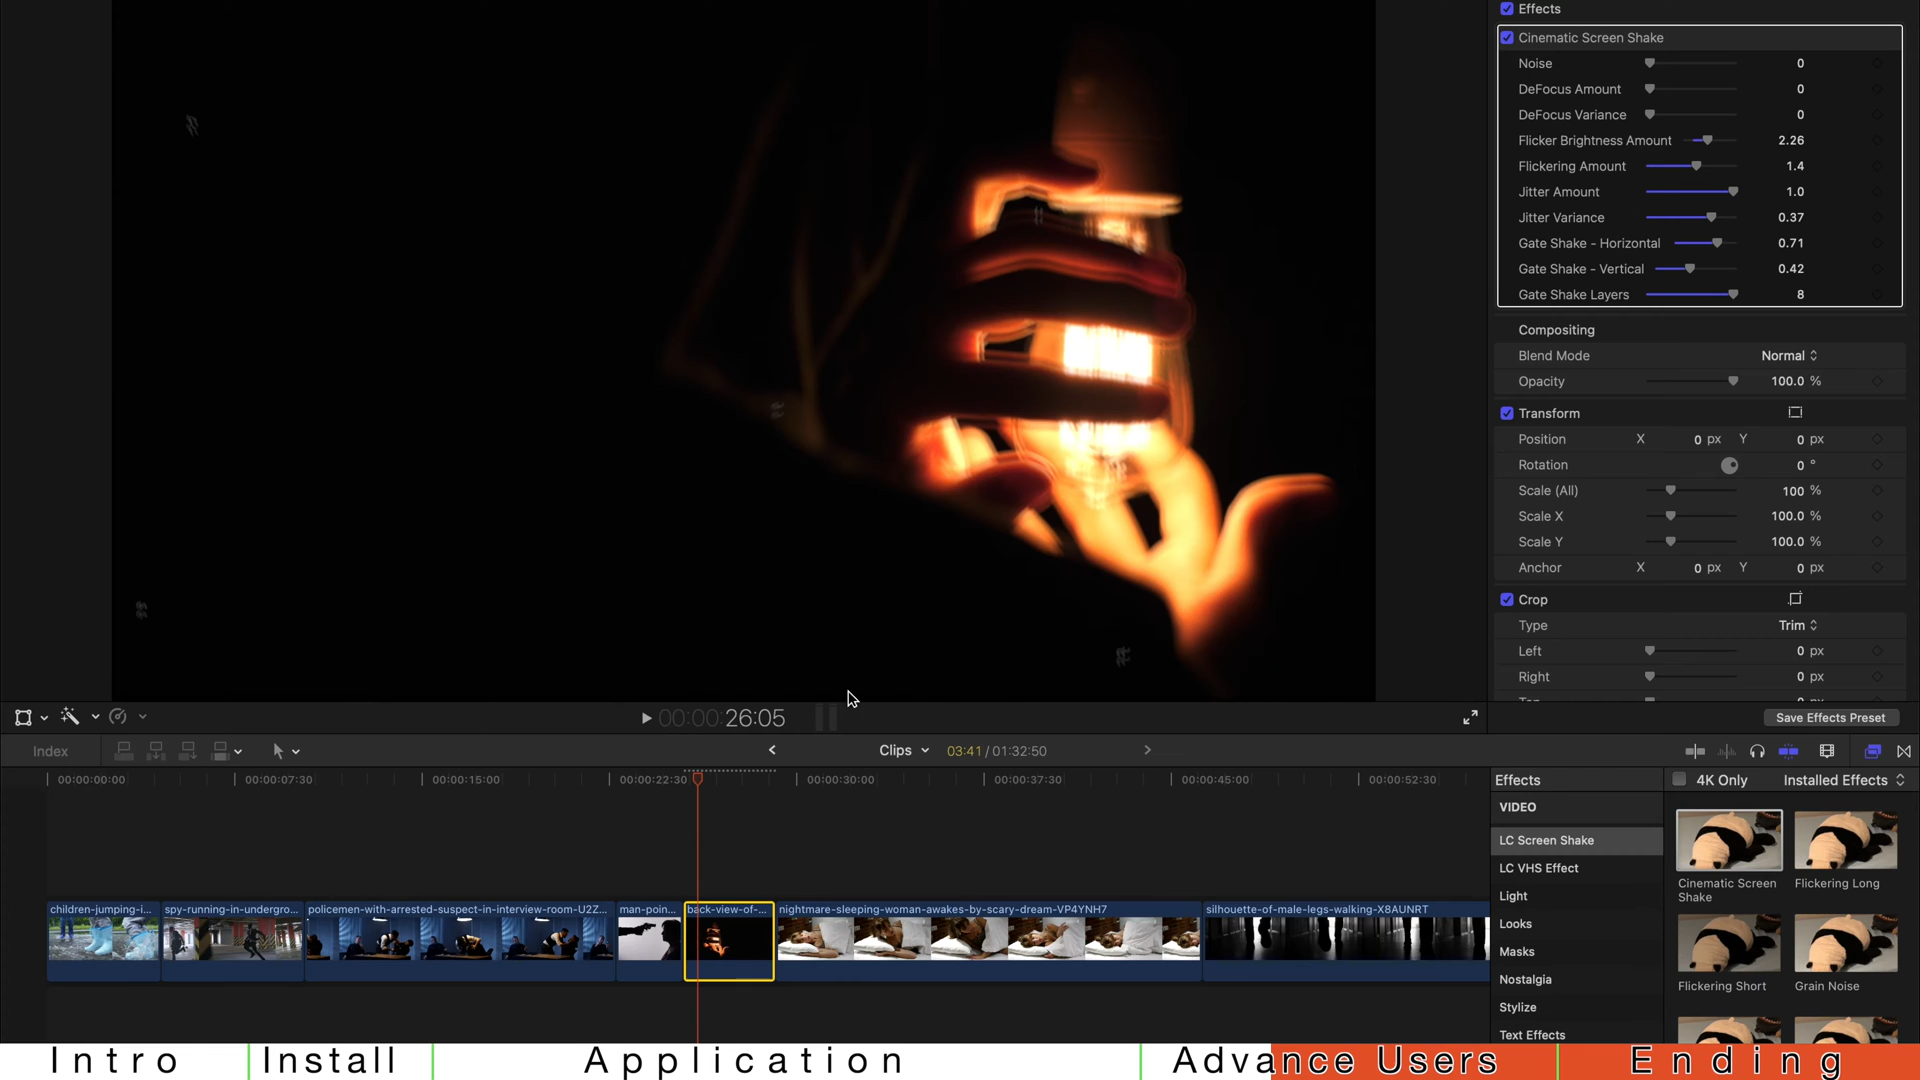 Effects
Cinematic Screen Shake
Noise 0
DeFocus Amount 0
DeFocus Variance 0
Flicker Brightness Amount 2.26
Flickering Amount 1.4
Jitter Amount 1.0
Jitter Variance 0.37
Gate Shake - Horizontal 0.71
Gate Shake - Vertical 0.42
Gate Shake Layers 8
Compositing
Blend Mode Normal
Opacity 100.0 %
Transform
Position X 0 px Y 0 px
Rotation 0 °
Scale (All) 100 %
Scale X 100.0 %
Scale Y 100.0 %
Anchor X 0 px Y 0 px
Crop
Type Trim
Left 0 px
Right 0 px
00:00:26:05
Save Effects Preset
Index
Clips 03:41 / 01:32:50
00:00:00:00 00:00:07:30 00:00:15:00 00:00:22:30 00:00:30:00 00:00:37:30 00:00:45:00 00:00:52:30
Effects 4K Only Installed Effects
VIDEO
LC Screen Shake
LC VHS Effect
Light
Looks
Masks
Nostalgia
Stylize
Text Effects
Cinematic Screen Shake
Flickering Long
Flickering Short
Grain Noise
children-jumping-i... spy-running-in-undergro... policemen-with-arrested-suspect-in-interview-room-U2Z... man-poin... back-view-of-... nightmare-sleeping-woman-awakes-by-scary-dream-VP4YNH7 silhouette-of-male-legs-walking-X8AUNRT
Intro Install Application Advance Users Ending